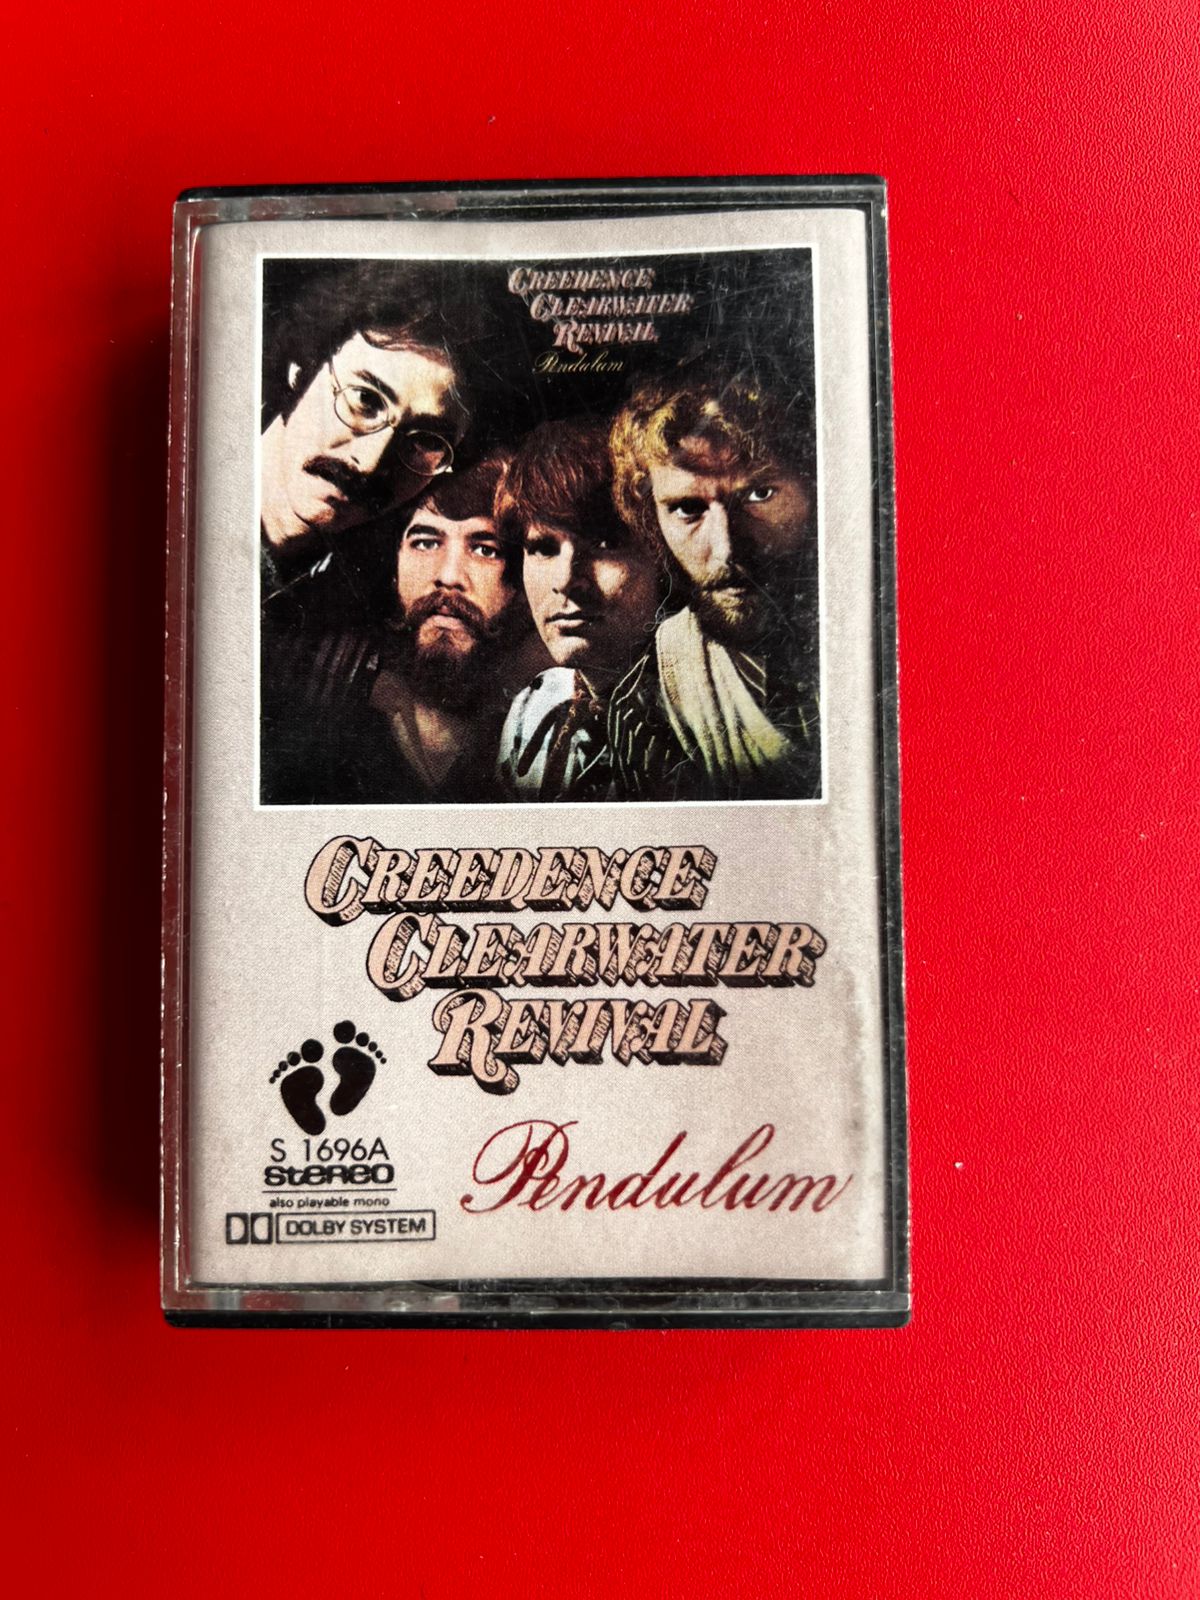 CREEDENCE
CLEARWATER
REVIVAL
Pendulum
CREEDENCE
CLEARWATER
REVIVAL
S 1696A
stereo
also playable mono
DOLBY SYSTEM
Pendulum